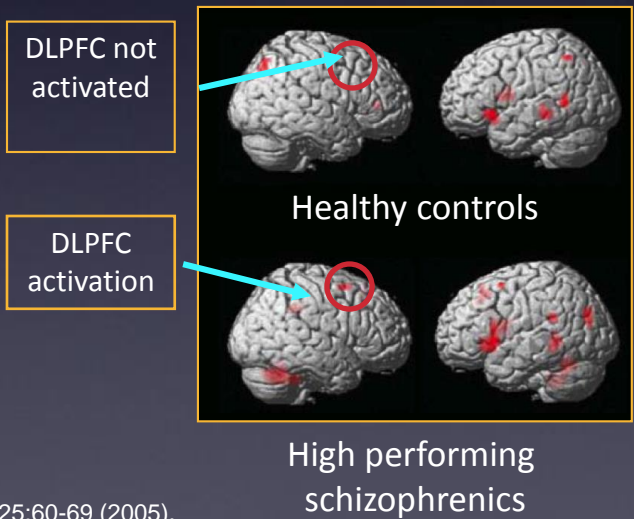 DLPFC not
activated
Healthy controls
DLPFC
activation
High performing
schizophrenics
25:60-69 (2005).